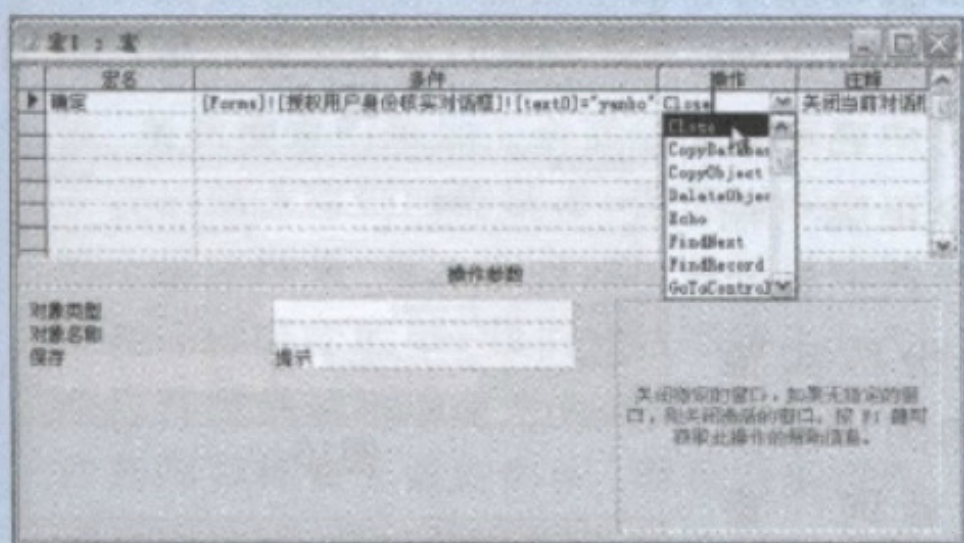 宏1 : 宏
宏名 条件 操作 注释
确定 [Forms]![授权用户身份核实对话框]![text0]="yanbo" Close 关闭当前对话框
Close
CopyDatabas
CopyObject
DeleteObjec
Echo
FindNext
FindRecord
GoToControl
操作参数
对象类型
对象名称
保存 提示
关闭指定的窗口，如果无指定的窗
口，则关闭激活的窗口。按 F1 键可
获取此操作的帮助信息。